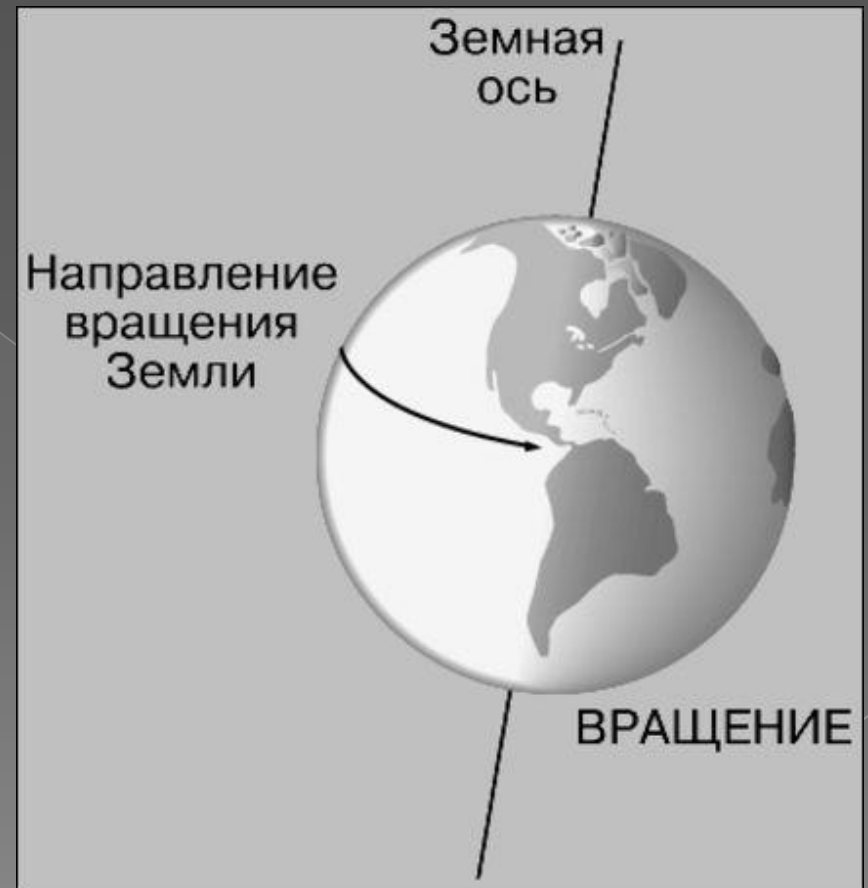 Земная
ось
Направление
вращения
Земли
ВРАЩЕНИЕ